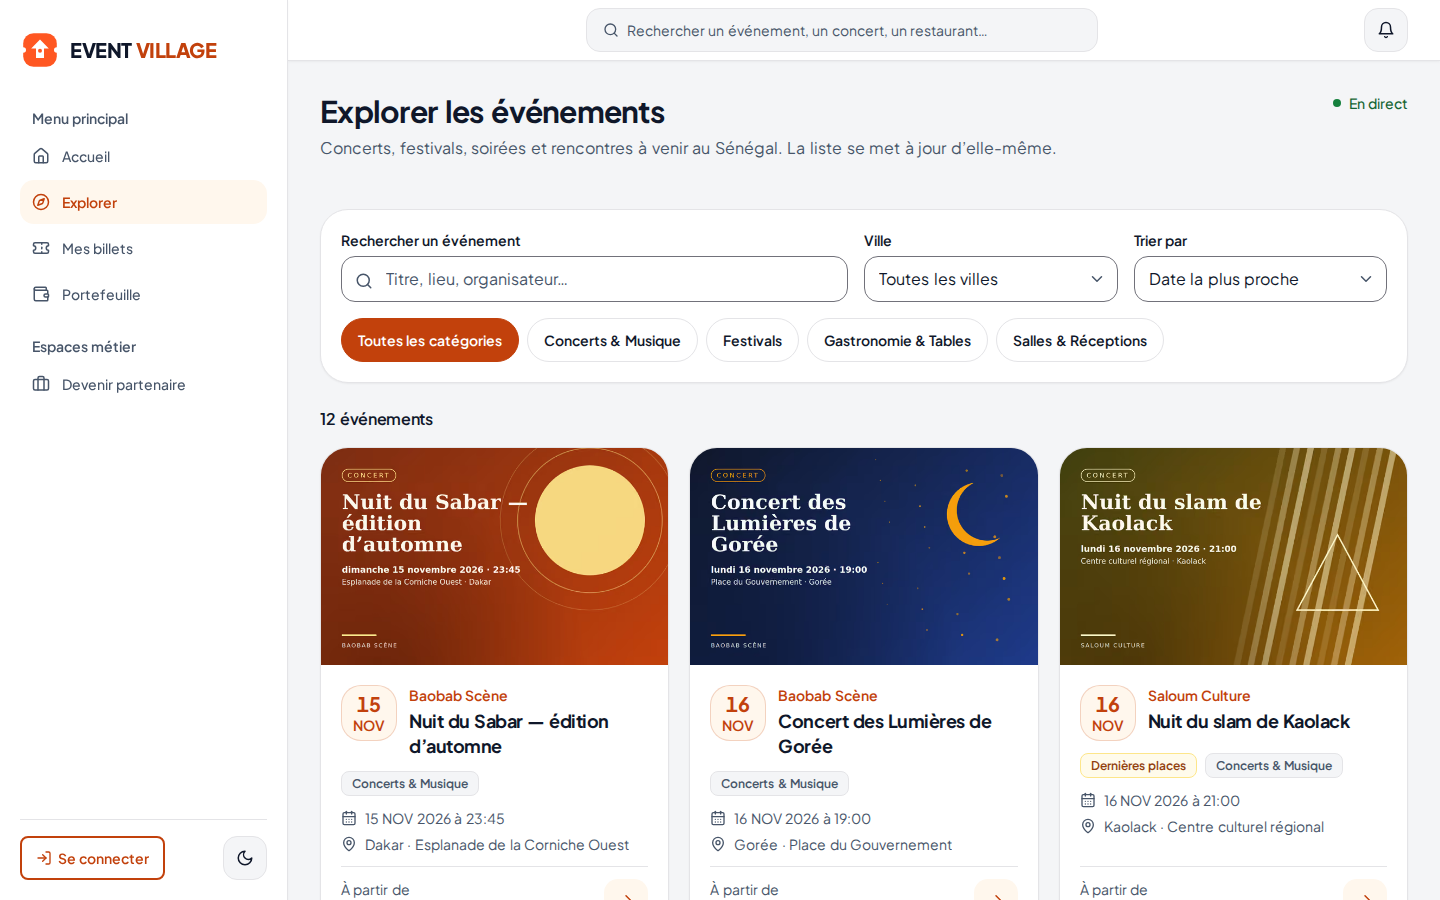 EVENT VILLAGE
Rechercher un événement, un concert, un restaurant...
Menu principal
Accueil
Explorer
Mes billets
Portefeuille
Espaces métier
Devenir partenaire
Se connecter
Explorer les événements
En direct
Concerts, festivals, soirées et rencontres à venir au Sénégal. La liste se met à jour d’elle-même.
Rechercher un événement
Ville
Trier par
Titre, lieu, organisateur...
Toutes les villes
Date la plus proche
Toutes les catégories
Concerts & Musique
Festivals
Gastronomie & Tables
Salles & Réceptions
12 événements
CONCERT
Nuit du Sabar —
édition
d’automne
dimanche 15 novembre 2026 · 23:45
Esplanade de la Corniche Ouest · Dakar
BAOBAB SCÈNE
15
NOV
Baobab Scène
Nuit du Sabar — édition
d’automne
Concerts & Musique
15 NOV 2026 à 23:45
Dakar · Esplanade de la Corniche Ouest
À partir de
CONCERT
Concert des
Lumières de
Gorée
lundi 16 novembre 2026 · 19:00
Place du Gouvernement · Gorée
BAOBAB SCÈNE
16
NOV
Baobab Scène
Concert des Lumières de
Gorée
Concerts & Musique
16 NOV 2026 à 19:00
Gorée · Place du Gouvernement
À partir de
CONCERT
Nuit du slam de
Kaolack
lundi 16 novembre 2026 · 21:00
Centre culturel régional · Kaolack
SALOUM CULTURE
16
NOV
Saloum Culture
Nuit du slam de Kaolack
Dernières places
Concerts & Musique
16 NOV 2026 à 21:00
Kaolack · Centre culturel régional
À partir de